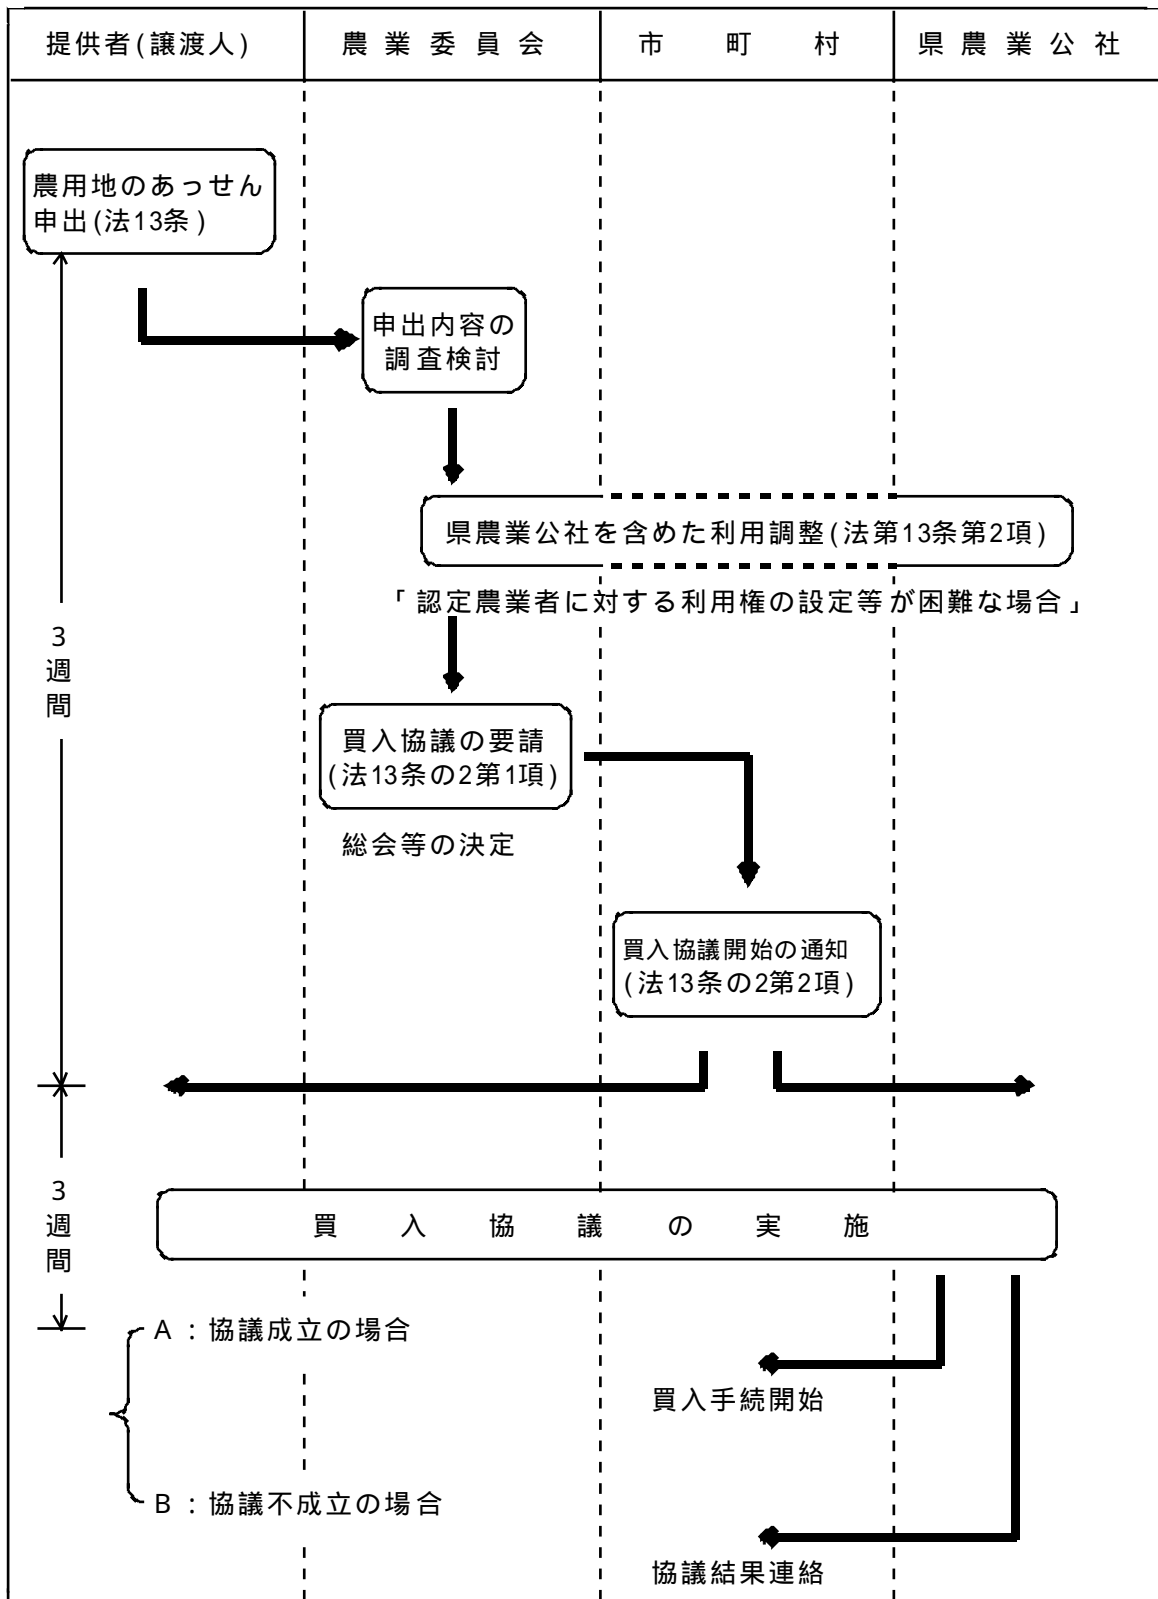 提供者(譲渡人) 農業委員会 市町村 県農業公社
農用地のあっせん
申出(法13条)
申出内容の
調査検討
県農業公社を含めた利用調整(法第13条第2項)
「認定農業者に対する利用権の設定等が困難な場合」
3週間
買入協議の要請
(法13条の2第1項)
総会等の決定
買入協議開始の通知
(法13条の2第2項)
3週間
買入協議の実施
A:協議成立の場合
買入手続開始
B:協議不成立の場合
協議結果連絡